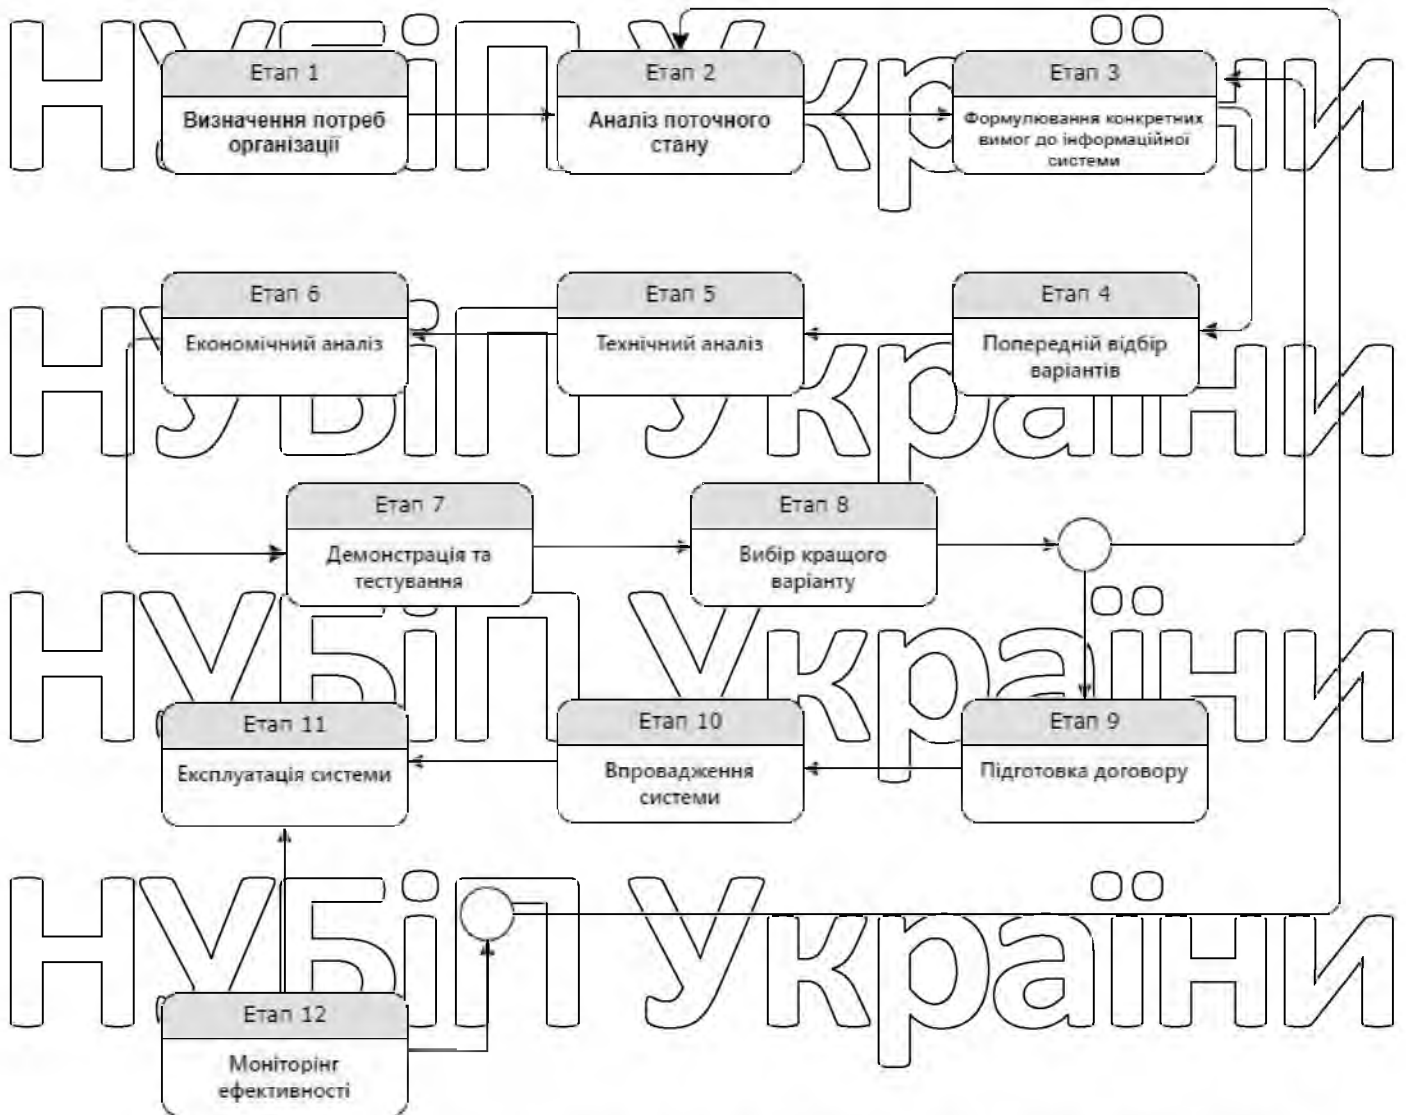 НУБіП України
Етап 1
Визначення потреб
організації
Етап 2
Аналіз поточного
стану
Етап 3
Формулювання конкретних
вимог до інформаційної
системи
НУБіП України
Етап 6
Економічний аналіз
Етап 5
Технічний аналіз
Етап 4
Попередній відбір
варіантів
Етап 7
Демонстрація та
тестування
Етап 8
Вибір кращого
варіанту
НУБіП України
Етап 11
Експлуатація системи
Етап 10
Впровадження
системи
Етап 9
Підготовка договору
НУБіП України
Етап 12
Моніторінг
ефективності